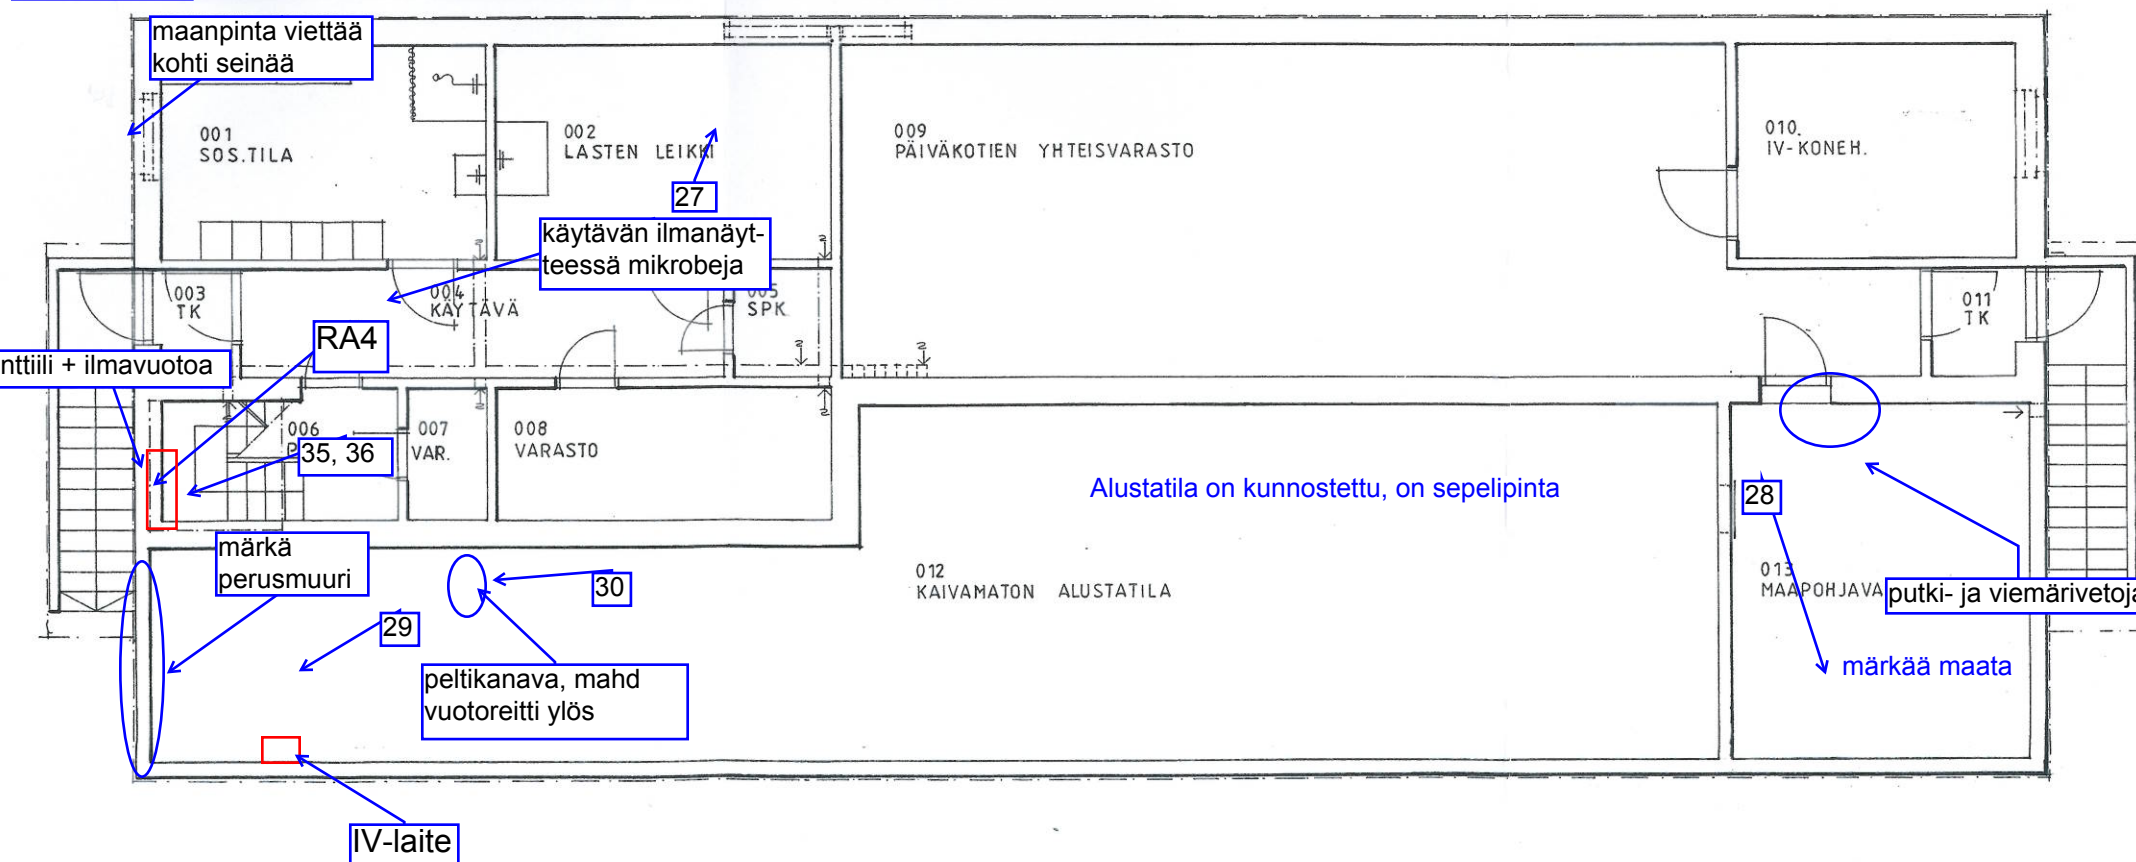 maanpinta viettää
kohti seinää
001
SOS.TILA
002
LASTEN LEIKKI
27
009
PÄIVÄKOTIEN YHTEISVARASTO
010.
IV-KONEH.
käytävän ilmanäyt-
teessä mikrobeja
003
TK
004
KÄYTÄVÄ
005
SPK.
011
TK
RA4
nttiili + ilmavuotoa
006
35, 36
007
VAR.
008
VARASTO
Alustatila on kunnostettu, on sepelipinta
28
märkä
perusmuuri
30
29
012
KAIVAMATON ALUSTATILA
013
MAAPOHJAVA
putki- ja viemärivetoja
peltikanava, mahd
vuotoreitti ylös
märkää maata
IV-laite